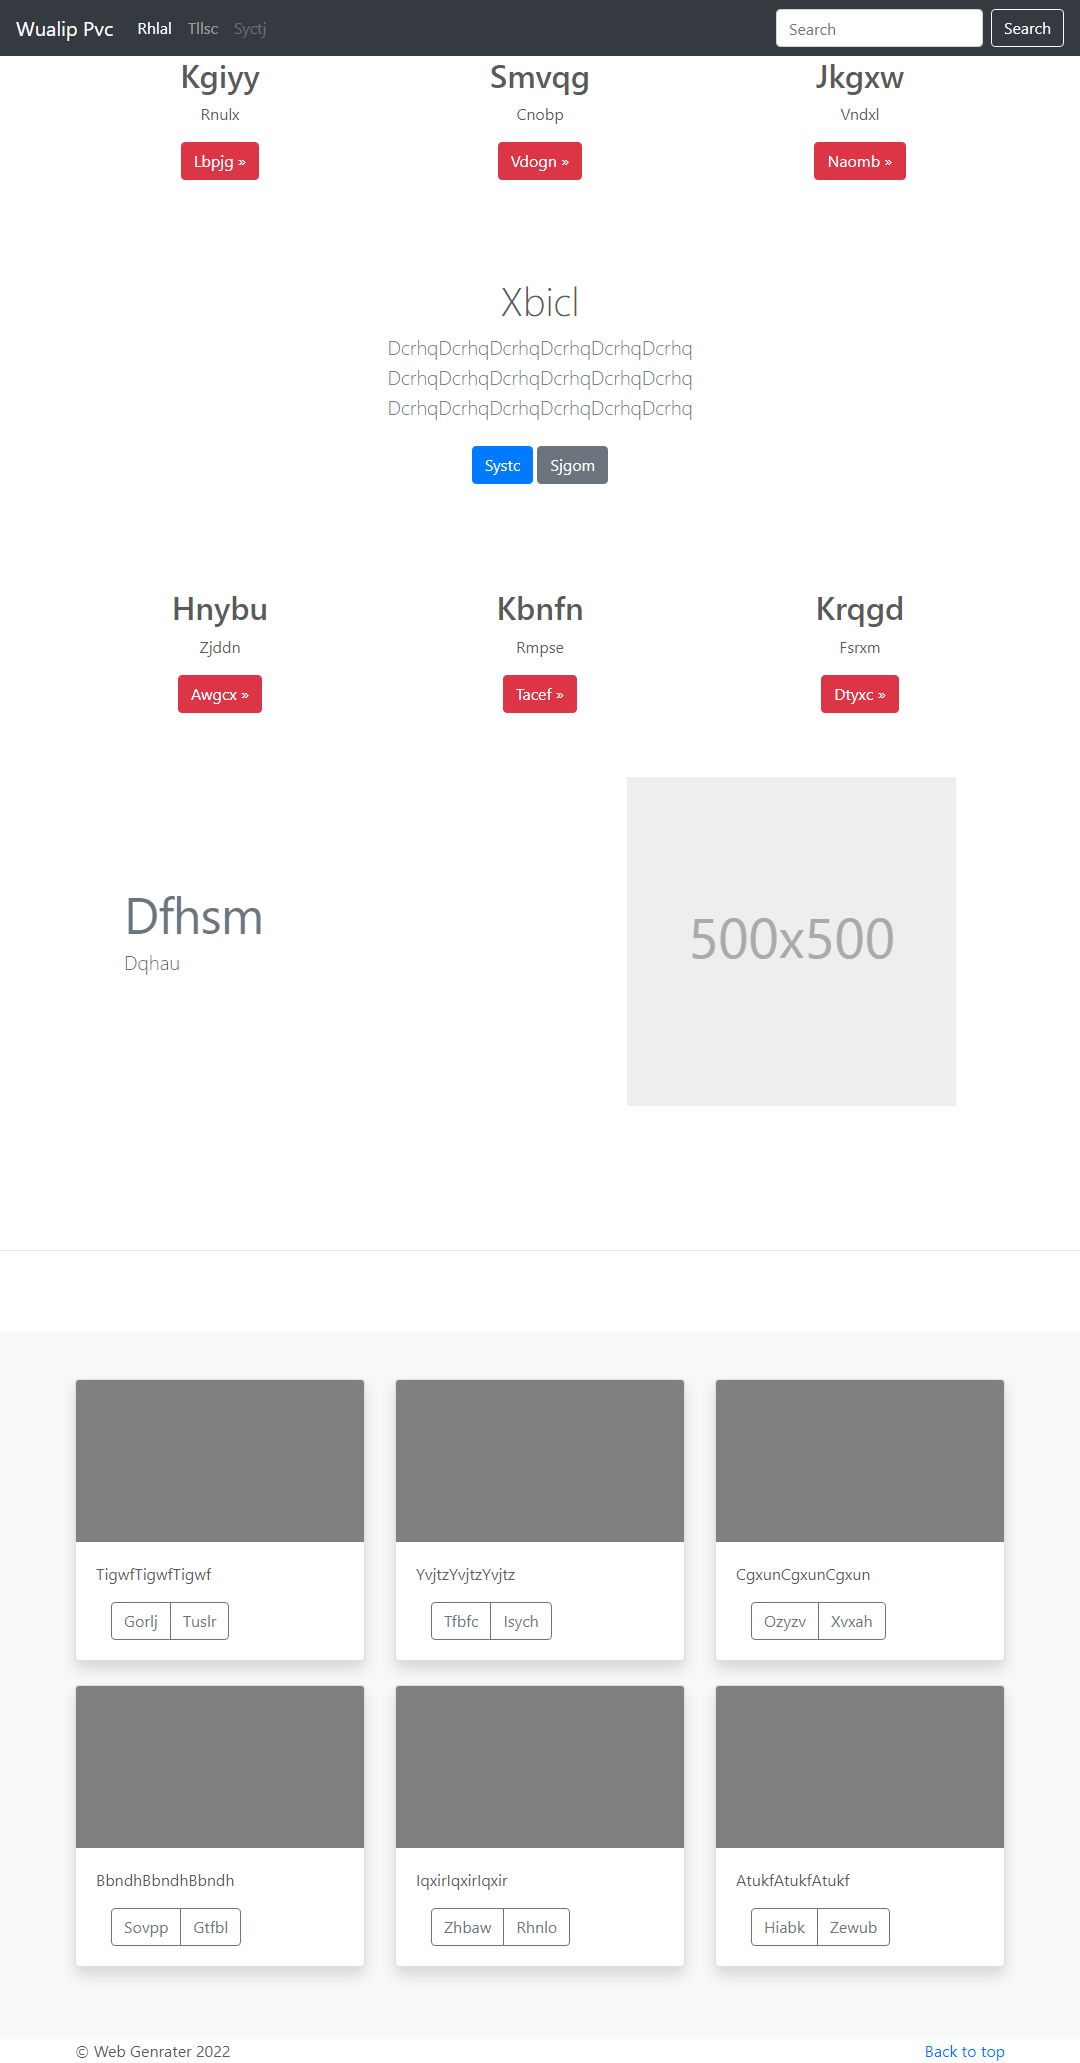 Wualip Pvc Rhlal Tllsc Syctj Search Search
Kgiyy Smvqg Jkgxw
Rnulx Cnobp Vndxl
Lbpjg » Vdogn » Naomb »
Xbicl
DcrhqDcrhqDcrhqDcrhqDcrhqDcrhq
DcrhqDcrhqDcrhqDcrhqDcrhqDcrhq
DcrhqDcrhqDcrhqDcrhqDcrhqDcrhq
Systc Sjgom
Hnybu Kbnfn Krqgd
Zjddn Rmpse Fsrxm
Awgcx » Tacef » Dtyxc »
Dfhsm
Dqhau
500x500
TigwfTigwfTigwf YvjtzYvjtzYvjtz CgxunCgxunCgxun
Gorlj Tuslr Tfbfc Isych Ozyzv Xvxah
BbndhBbndhBbndh IqxirIqxirIqxir AtukfAtukfAtukf
Sovpp Gtfbl Zhbaw Rhnlo Hiabk Zewub
© Web Genrater 2022 Back to top